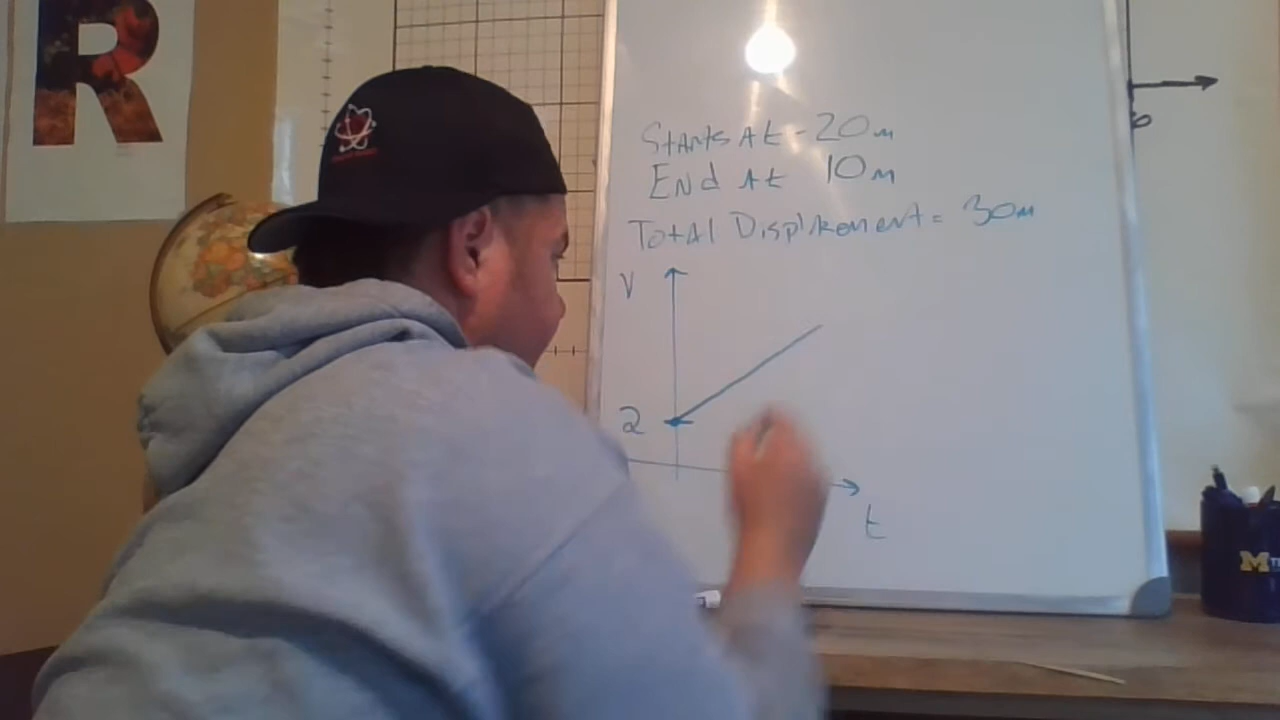 R
Starts At -20m
End At 10m
Total Displacement = 30m
V
2
t
M